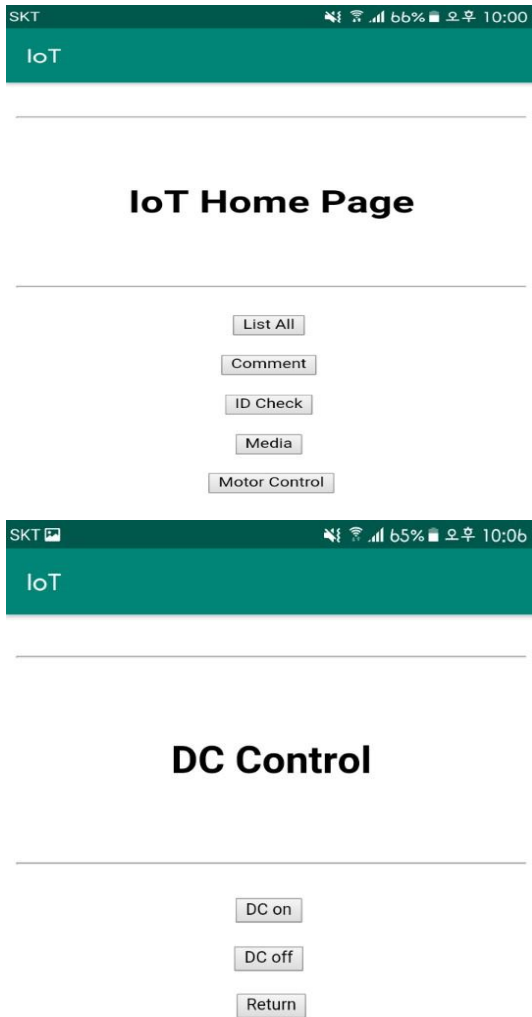 SKT 66% 오후 10:00
IoT
IoT Home Page
List All
Comment
ID Check
Media
Motor Control
SKT 65% 오후 10:06
IoT
DC Control
DC on
DC off
Return